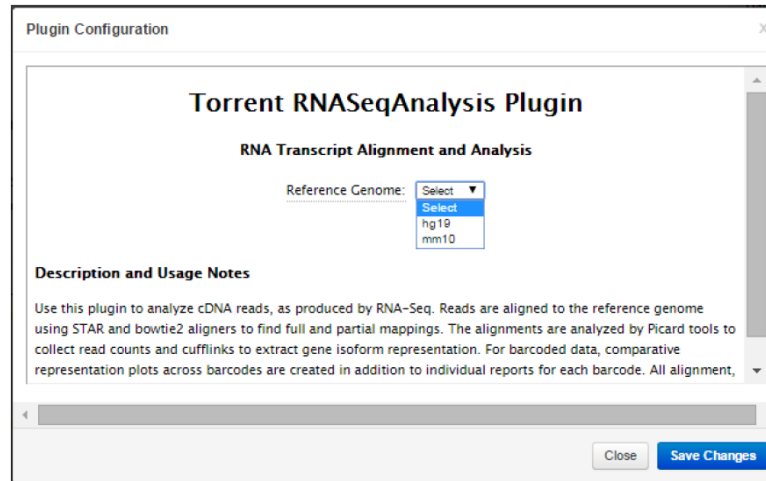 Plugin Configuration
X
Torrent RNASeqAnalysis Plugin
RNA Transcript Alignment and Analysis
Reference Genome: Select ▼
Select
hg19
mm10
Description and Usage Notes
Use this plugin to analyze cDNA reads, as produced by RNA-Seq. Reads are aligned to the reference genome
using STAR and bowtie2 aligners to find full and partial mappings. The alignments are analyzed by Picard tools to
collect read counts and cufflinks to extract gene isoform representation. For barcoded data, comparative
representation plots across barcodes are created in addition to individual reports for each barcode. All alignment,
Close Save Changes